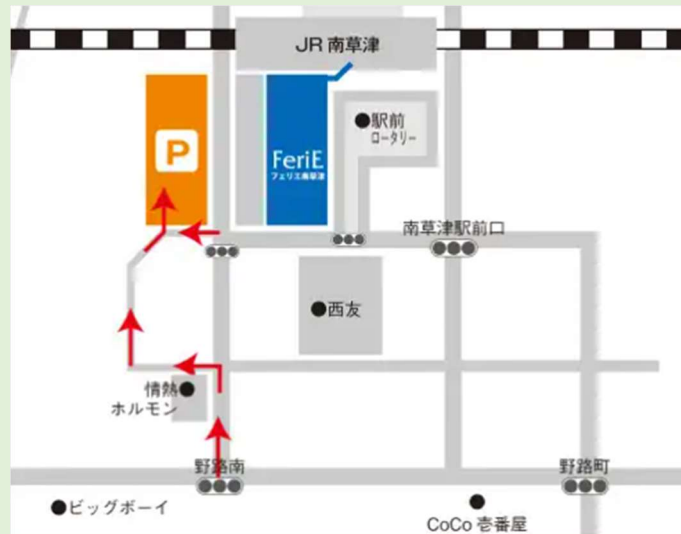 JR 南草津
P
駅前
ロータリー
FeriE
フェリエ南草津
南草津駅前口
西友
情熱
ホルモン
野路南
野路町
ビッグボーイ
CoCo 壱番屋